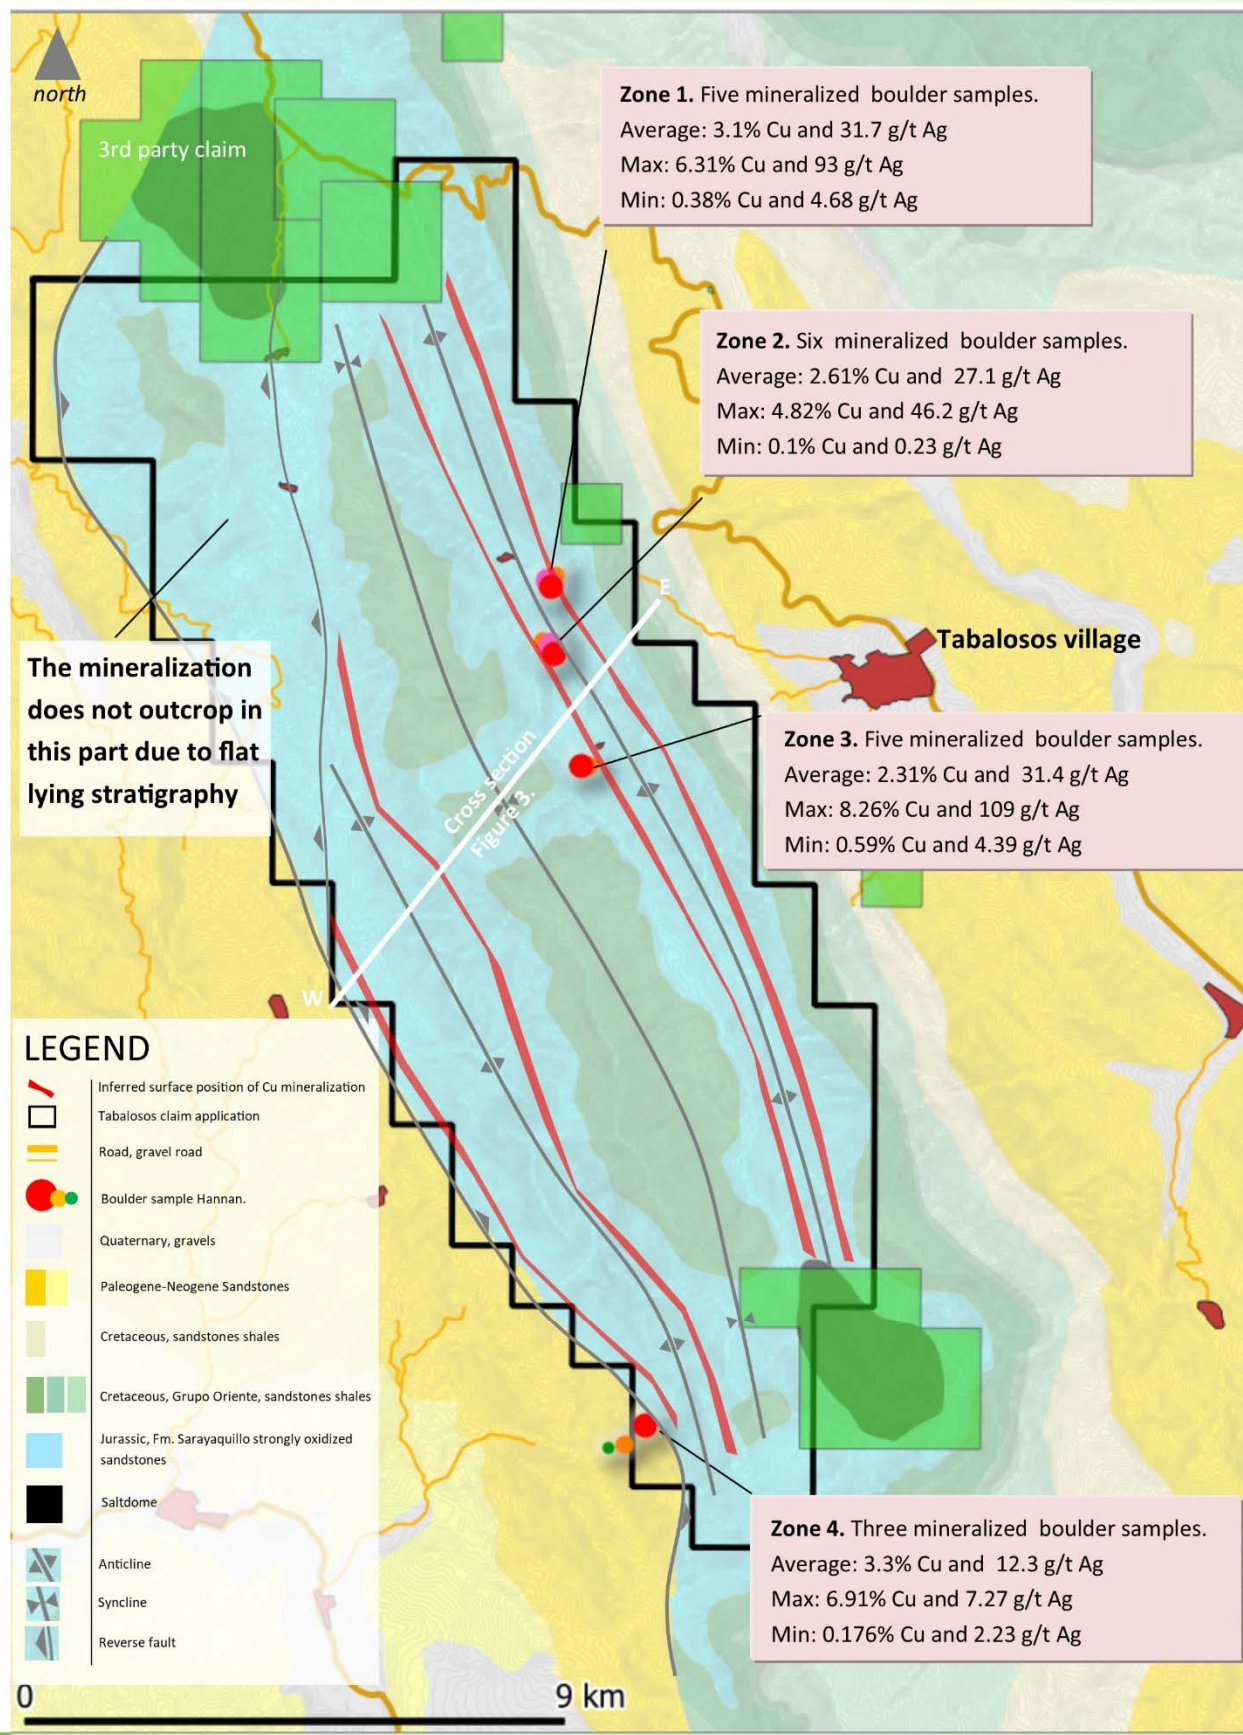 north
3rd party claim
Zone 1. Five mineralized boulder samples.
Average: 3.1% Cu and 31.7 g/t Ag
Max: 6.31% Cu and 93 g/t Ag
Min: 0.38% Cu and 4.68 g/t Ag
Zone 2. Six mineralized boulder samples.
Average: 2.61% Cu and 27.1 g/t Ag
Max: 4.82% Cu and 46.2 g/t Ag
Min: 0.1% Cu and 0.23 g/t Ag
E
Tabalosos village
The mineralization
does not outcrop in
this part due to flat
lying stratigraphy
Zone 3. Five mineralized boulder samples.
Average: 2.31% Cu and 31.4 g/t Ag
Max: 8.26% Cu and 109 g/t Ag
Min: 0.59% Cu and 4.39 g/t Ag
Cross section
Figure 3.
W
LEGEND
Inferred surface position of Cu mineralization
Tabalosos claim application
Road, gravel road
Boulder sample Hannan.
Quaternary, gravels
Paleogene-Neogene Sandstones
Cretaceous, sandstones shales
Cretaceous, Grupo Oriente, sandstones shales
Jurassic, Fm. Sarayaquillo strongly oxidized
sandstones
Saltdome
Anticline
Syncline
Reverse fault
Zone 4. Three mineralized boulder samples.
Average: 3.3% Cu and 12.3 g/t Ag
Max: 6.91% Cu and 7.27 g/t Ag
Min: 0.176% Cu and 2.23 g/t Ag
0 9 km